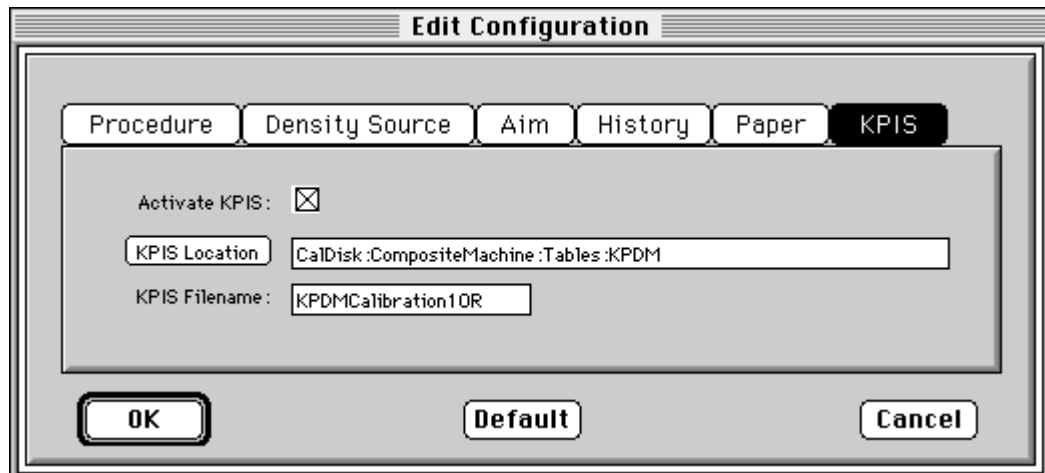 Edit Configuration
Procedure Density Source Aim History Paper KPIS
Activate KPIS:
KPIS Location CalDisk:CompositeMachine:Tables:KPDM
KPIS Filename: KPDMCalibration10R
OK Default Cancel